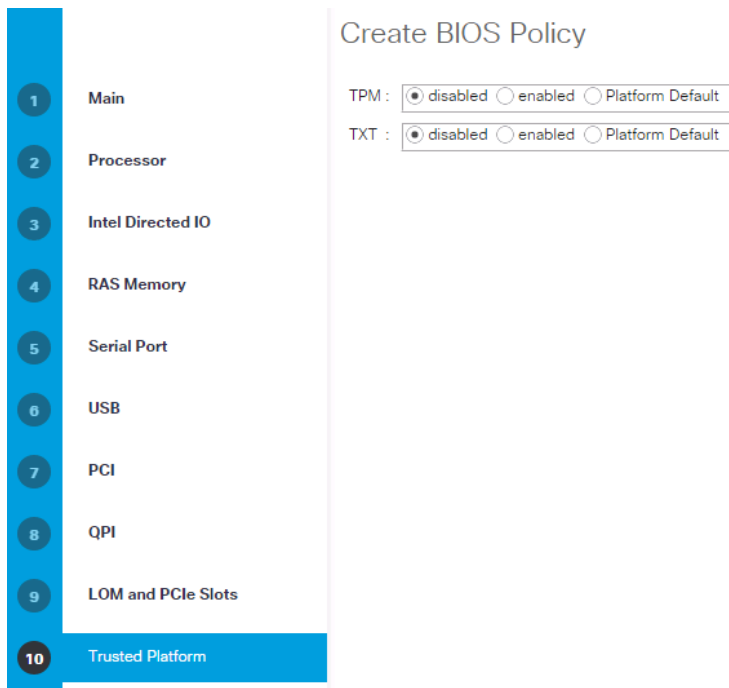 Create BIOS Policy
1 Main
2 Processor
3 Intel Directed IO
4 RAS Memory
5 Serial Port
6 USB
7 PCI
8 QPI
9 LOM and PCIe Slots
10 Trusted Platform
TPM : disabled enabled Platform Default
TXT : disabled enabled Platform Default